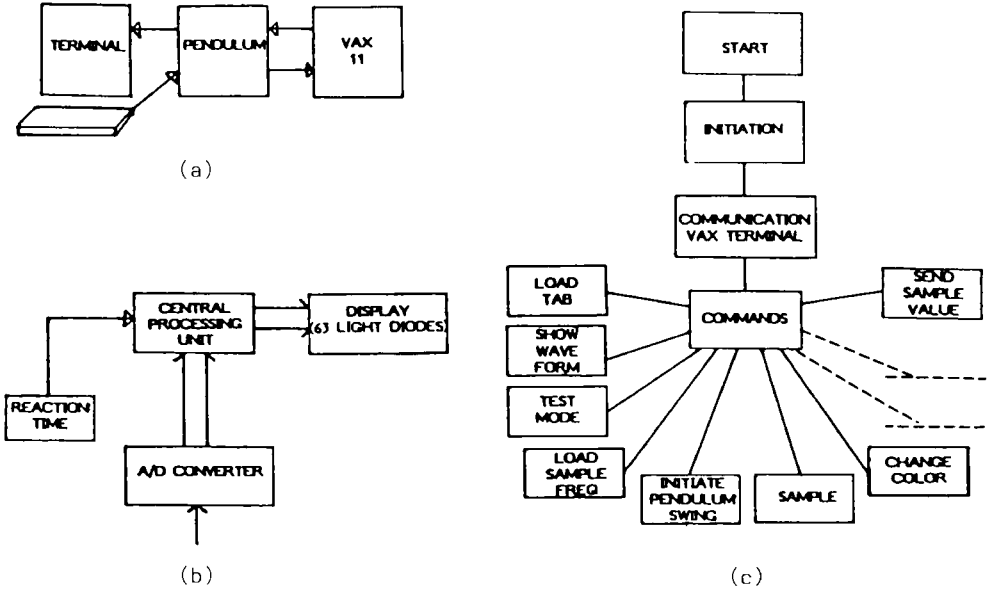 TERMINAL
PENDULUM
VAX
11
(a)
CENTRAL
PROCESSING
UNIT
DISPLAY
(63 LIGHT DIODES)
REACTION
TIME
A/D CONVERTER
(b)
START
INITIATION
COMMUNICATION
VAX TERMINAL
COMMANDS
LOAD
TAB
SHOW
WAVE
FORM
TEST
MODE
LOAD
SAMPLE
FREQ
INITIATE
PENDULUM
SWING
SAMPLE
CHANGE
COLOR
SEND
SAMPLE
VALUE
(c)